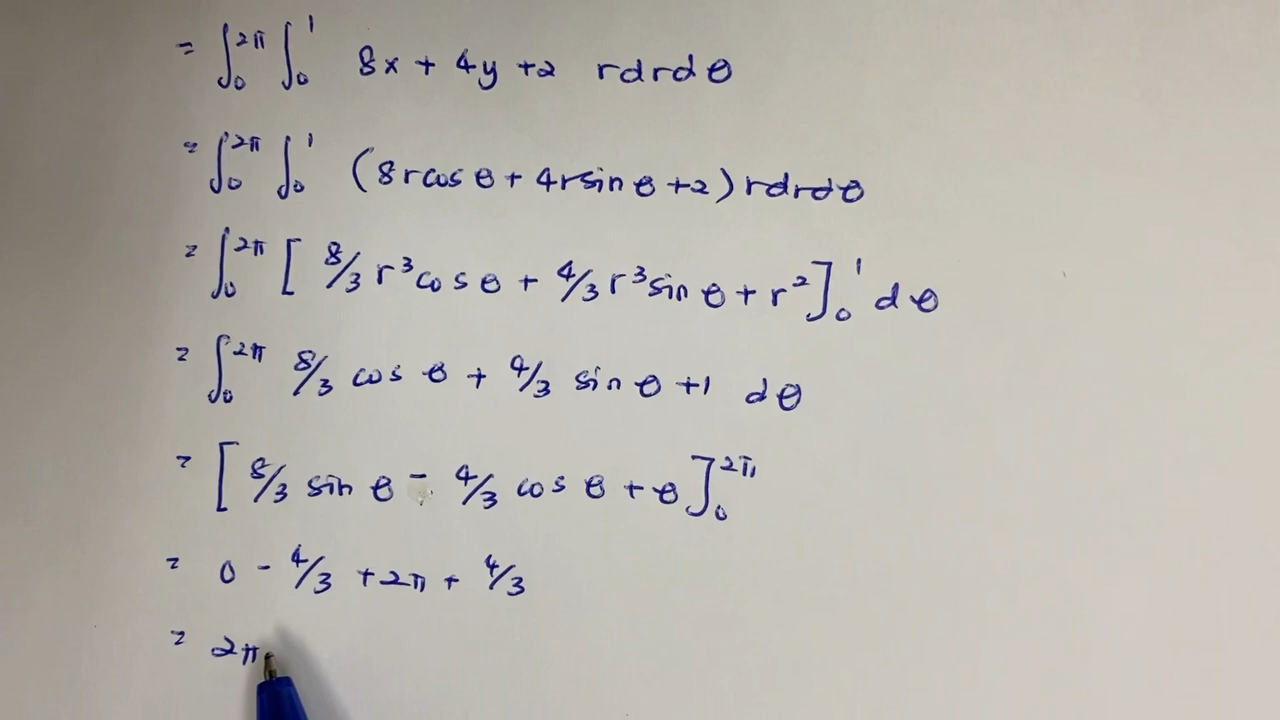 = ∫₀^2π ∫₀^1 8x + 4y + 2 rdrdθ
= ∫₀^2π ∫₀^1 (8rcosθ + 4rsinθ + 2) rdrdθ
= ∫₀^2π [ 8/3 r³cosθ + 4/3 r³sinθ + r² ]₀^1 dθ
= ∫₀^2π 8/3 cosθ + 4/3 sinθ + 1 dθ
= [ 8/3 sinθ - 4/3 cosθ + θ ]₀^2π
= 0 - 4/3 + 2π + 4/3
= 2π